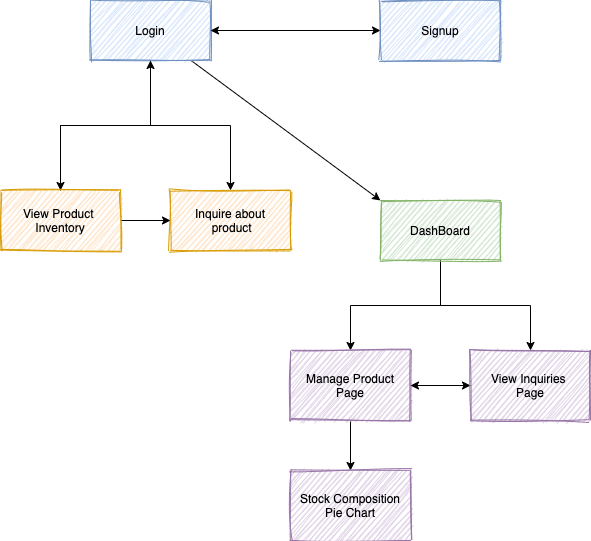 Login
Signup
View Product
Inventory
Inquire about
product
DashBoard
Manage Product
Page
View Inquiries
Page
Stock Composition
Pie Chart